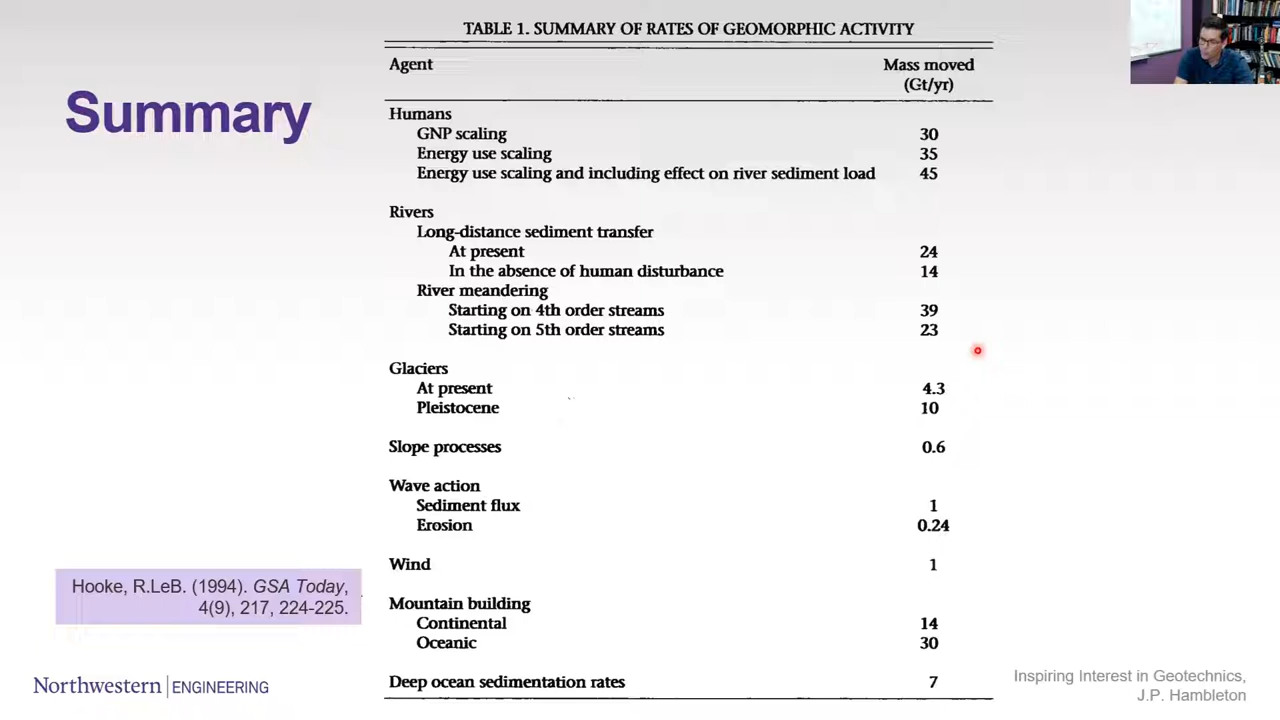 TABLE 1. SUMMARY OF RATES OF GEOMORPHIC ACTIVITY
Agent Mass moved
(Gt/yr)
Summary
Humans
GNP scaling 30
Energy use scaling 35
Energy use scaling and including effect on river sediment load 45
Rivers
Long-distance sediment transfer
At present 24
In the absence of human disturbance 14
River meandering
Starting on 4th order streams 39
Starting on 5th order streams 23
Glaciers
At present 4.3
Pleistocene 10
Slope processes 0.6
Wave action
Sediment flux 1
Erosion 0.24
Wind 1
Mountain building
Continental 14
Oceanic 30
Deep ocean sedimentation rates 7
Hooke, R.LeB. (1994). GSA Today,
4(9), 217, 224-225.
Northwestern | ENGINEERING
Inspiring Interest in Geotechnics,
J.P. Hambleton